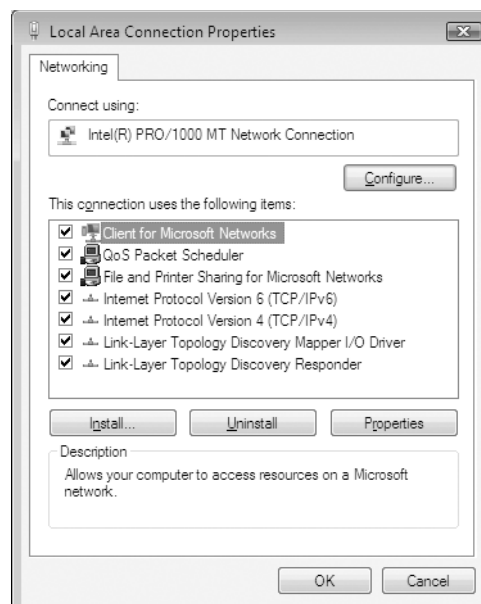 Local Area Connection Properties
Networking
Connect using:
Intel(R) PRO/1000 MT Network Connection
Configure...
This connection uses the following items:
Client for Microsoft Networks
QoS Packet Scheduler
File and Printer Sharing for Microsoft Networks
Internet Protocol Version 6 (TCP/IPv6)
Internet Protocol Version 4 (TCP/IPv4)
Link-Layer Topology Discovery Mapper I/O Driver
Link-Layer Topology Discovery Responder
Install... Uninstall Properties
Description
Allows your computer to access resources on a Microsoft
network.
OK Cancel